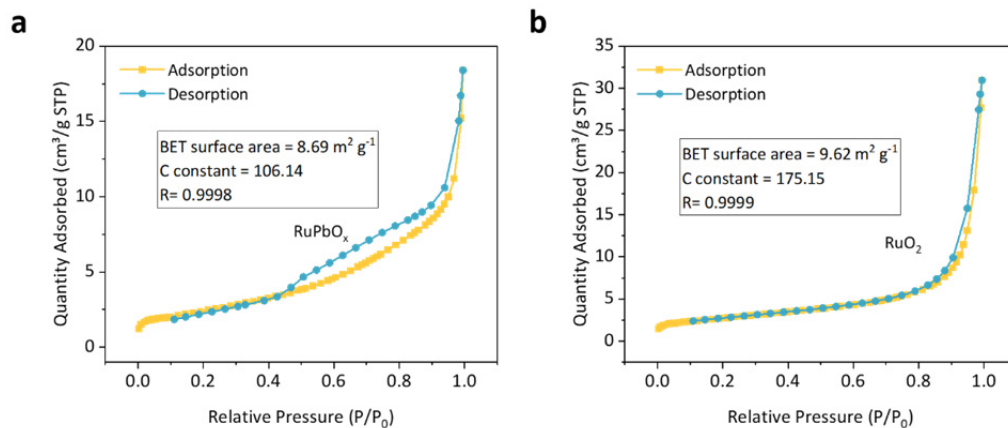 a
Quantity Adsorbed (cm³/g STP)
20
15
10
5
0
Adsorption
Desorption
BET surface area = 8.69 m² g⁻¹
C constant = 106.14
R= 0.9998
RuPbOₓ
0.0 0.2 0.4 0.6 0.8 1.0
Relative Pressure (P/P₀)
b
Quantity Adsorbed (cm³/g STP)
35
30
25
20
15
10
5
0
Adsorption
Desorption
BET surface area = 9.62 m² g⁻¹
C constant = 175.15
R= 0.9999
RuO₂
0.0 0.2 0.4 0.6 0.8 1.0
Relative Pressure (P/P₀)